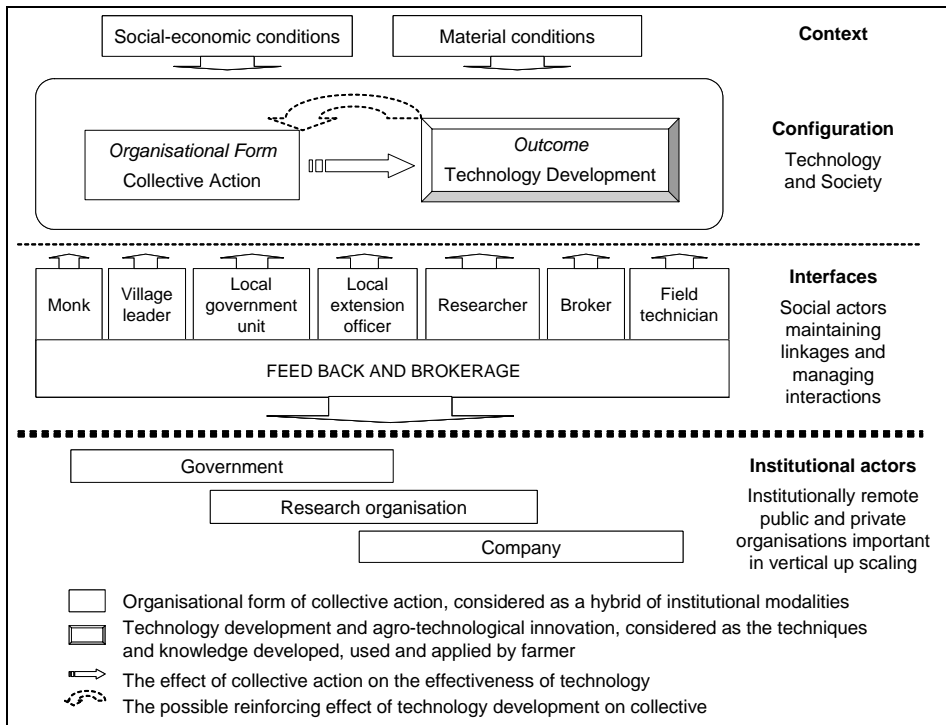 Social-economic conditions
Material conditions
Context
Organisational Form
Collective Action
Outcome
Technology Development
Configuration
Technology
and Society
Monk
Village
leader
Local
government
unit
Local
extension
officer
Researcher
Broker
Field
technician
FEED BACK AND BROKERAGE
Interfaces
Social actors
maintaining
linkages and
managing
interactions
Government
Research organisation
Company
Institutional actors
Institutionally remote
public and private
organisations important
in vertical up scaling
Organisational form of collective action, considered as a hybrid of institutional modalities
Technology development and agro-technological innovation, considered as the techniques
and knowledge developed, used and applied by farmer
The effect of collective action on the effectiveness of technology
The possible reinforcing effect of technology development on collective